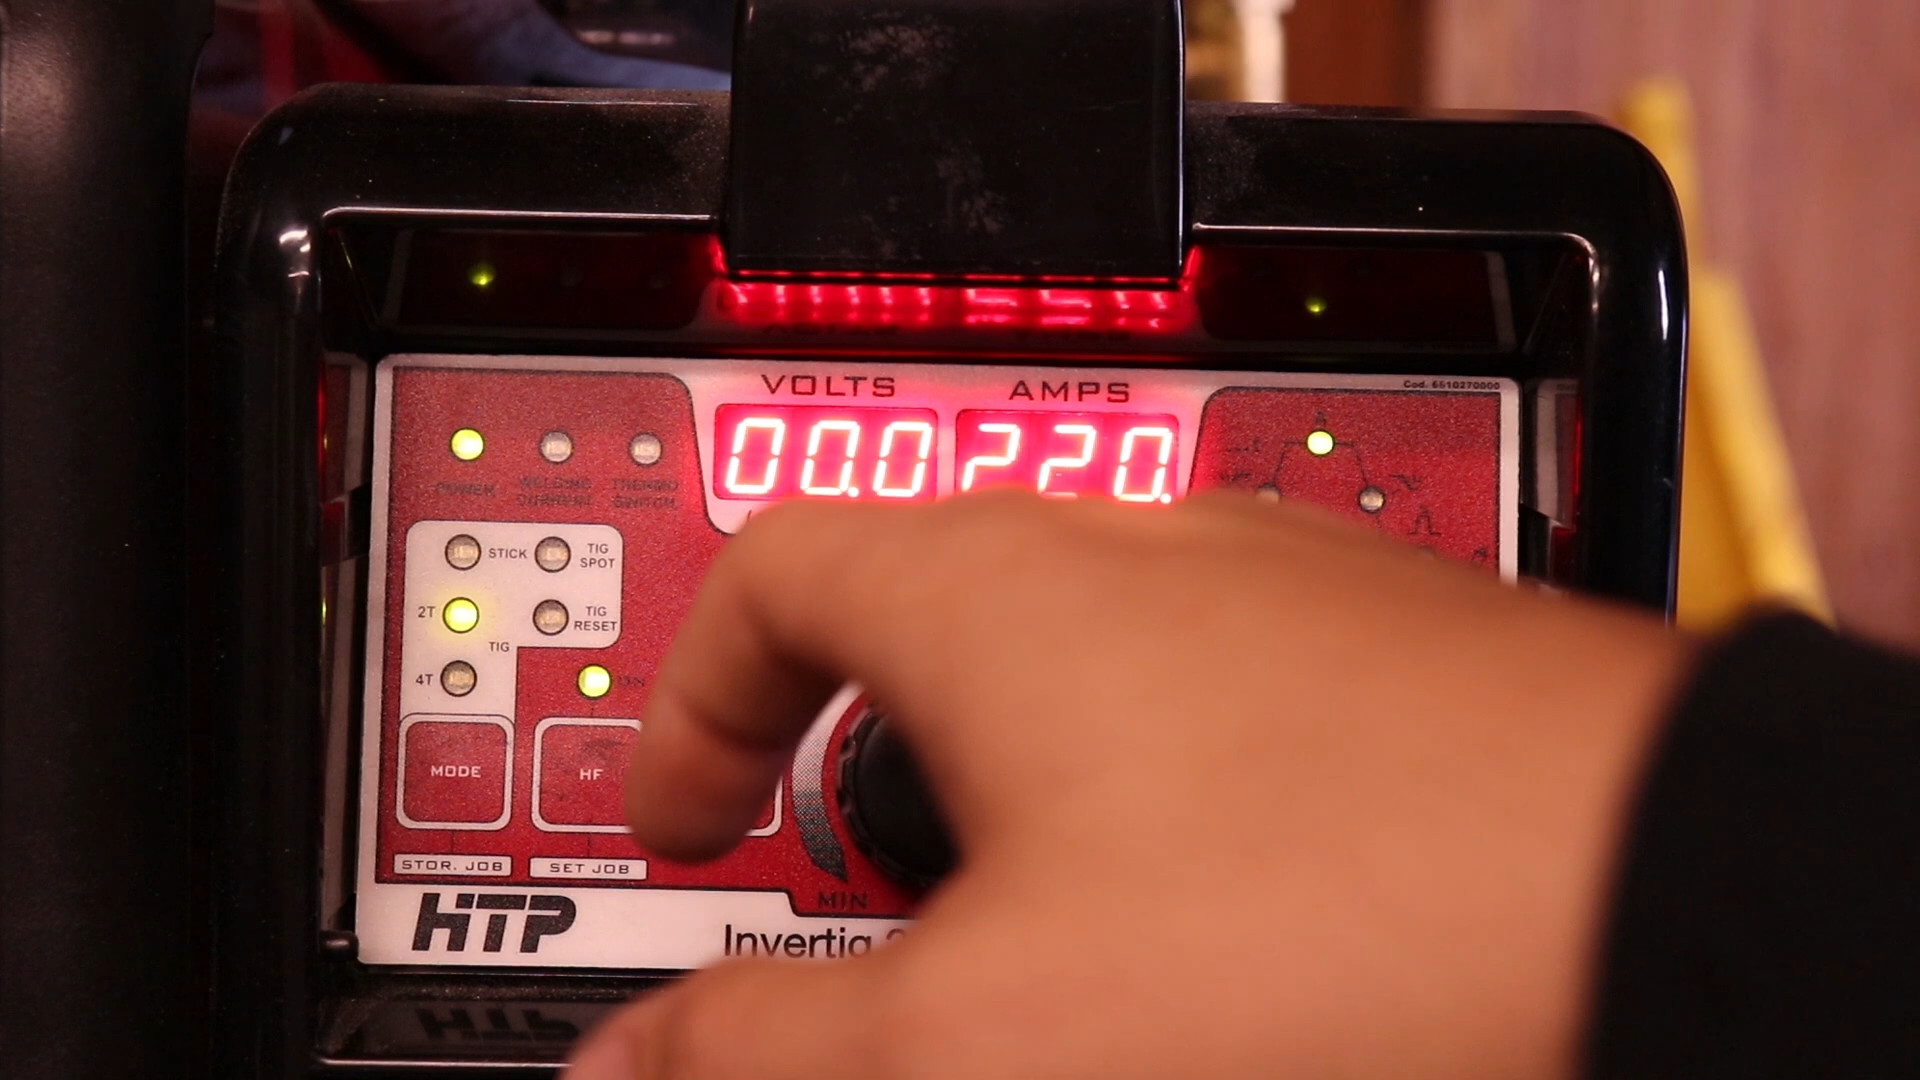 VOLTS AMPS
Cod. 6610270000
00.0 220.
POWER WELDING CURRENT THERMO SWITCH
STICK TIG SPOT
2T TIG RESET
TIG
4T ON
MODE HF
STOR. JOB SET JOB
MIN
HTP Invertig